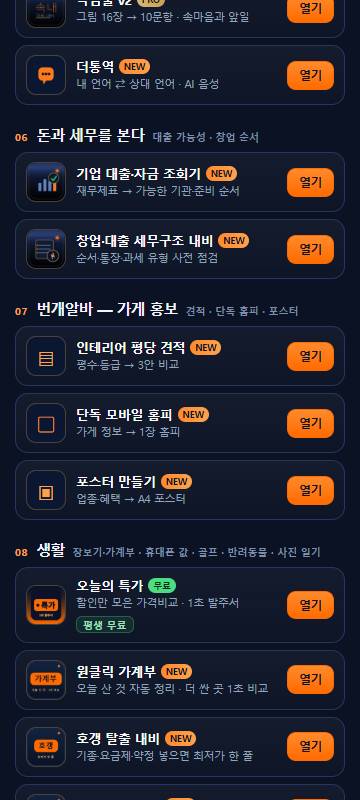 그림 16장 → 10문항 · 속마음과 앞일
열기
더통역 NEW
내 언어 ⇄ 상대 언어 · AI 음성
열기
06 돈과 세무를 본다 대출 가능성 · 창업 순서
기업 대출·자금 조회기 NEW
재무제표 → 가능한 기관·준비 순서
열기
창업·대출 세무구조 내비 NEW
순서·통장·과세 유형 사전 점검
열기
07 번개알바 — 가게 홍보 견적 · 단독 홈피 · 포스터
인테리어 평당 견적 NEW
평수·등급 → 3안 비교
열기
단독 모바일 홈피 NEW
가게 정보 → 1장 홈피
열기
포스터 만들기 NEW
업종·혜택 → A4 포스터
열기
08 생활 장보기·가계부 · 휴대폰 값 · 골프 · 반려동물 · 사진 일기
특가
오늘의 특가 무료
할인만 모은 가격비교 · 1초 발주서
평생 무료
열기
가계부
원클릭 가계부 NEW
오늘 산 것 자동 정리 · 더 싼 곳 1초 비교
열기
호갱
호갱 탈출 내비 NEW
기종·요금제·약정 넣으면 최저가 한 풀
열기